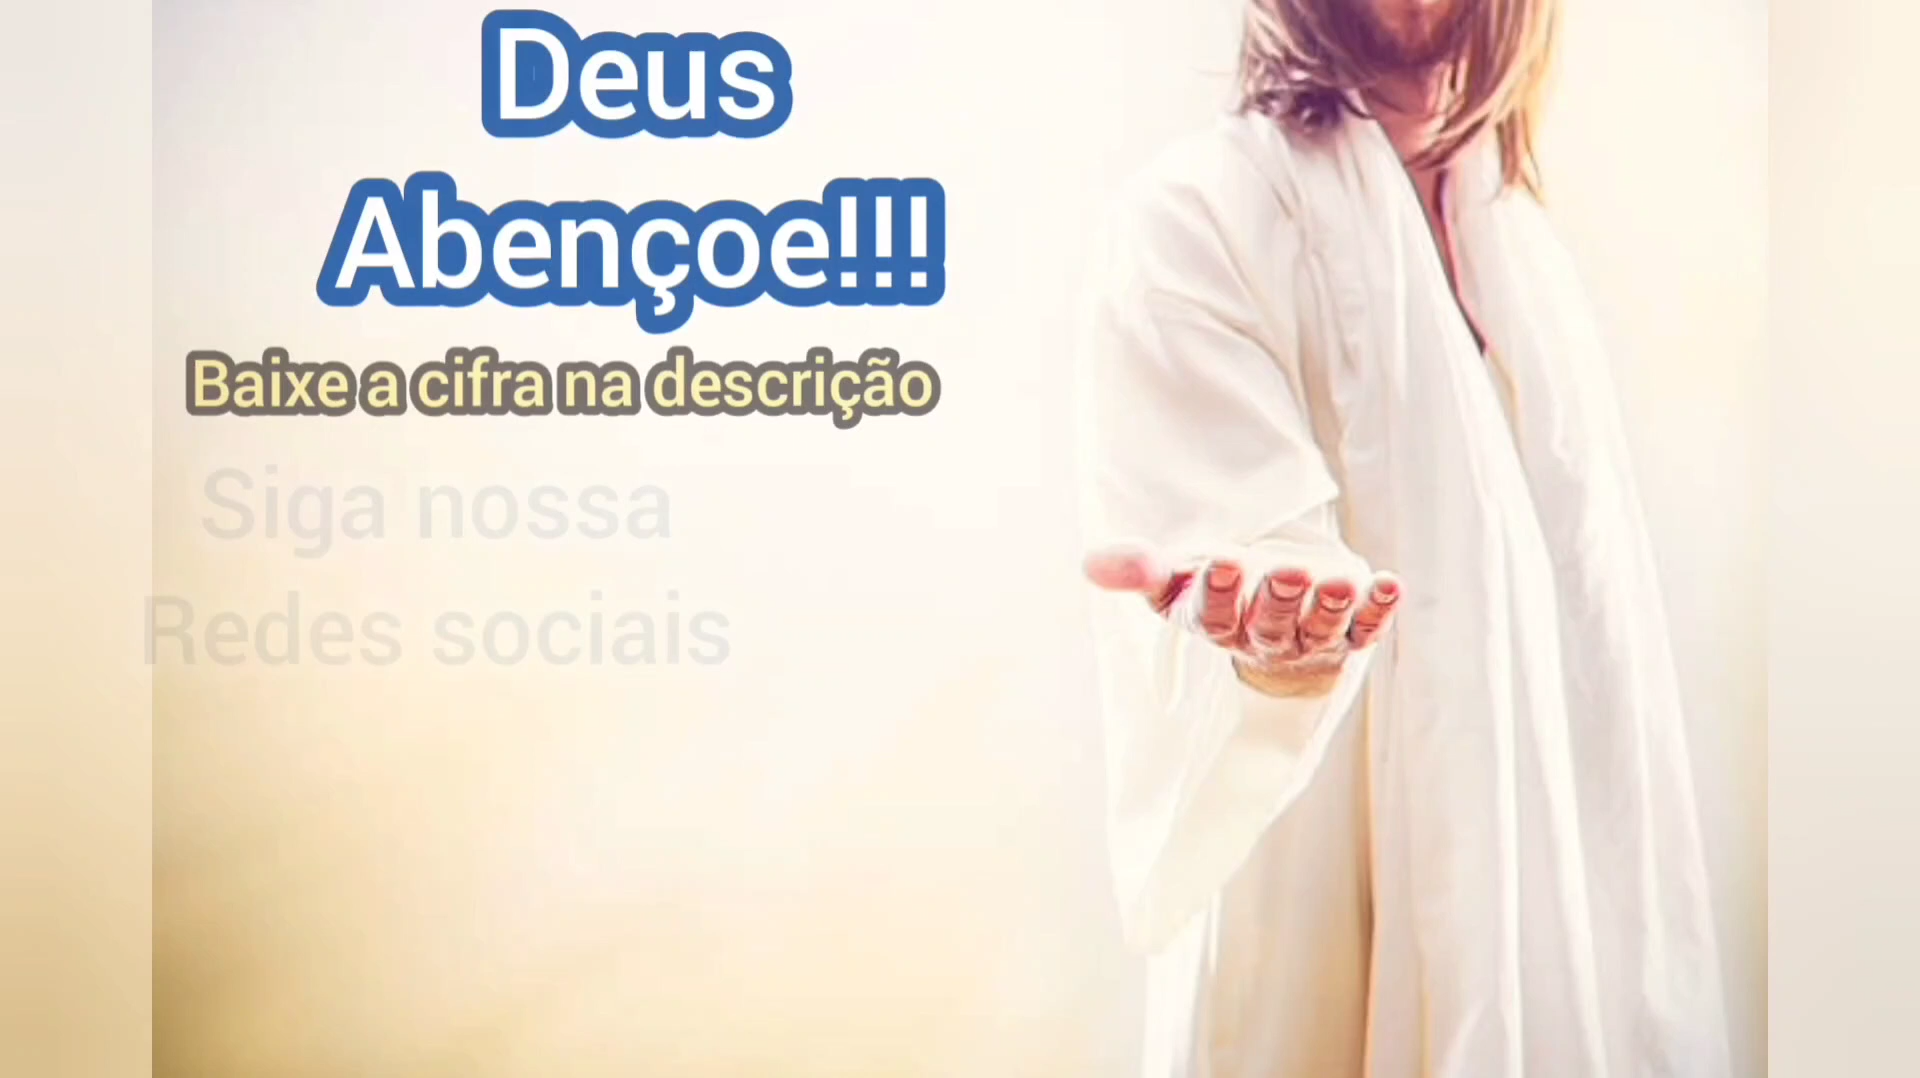 Deus
Abençoe!!!
Baixe a cifra na descrição
Siga nossa
Redes sociais